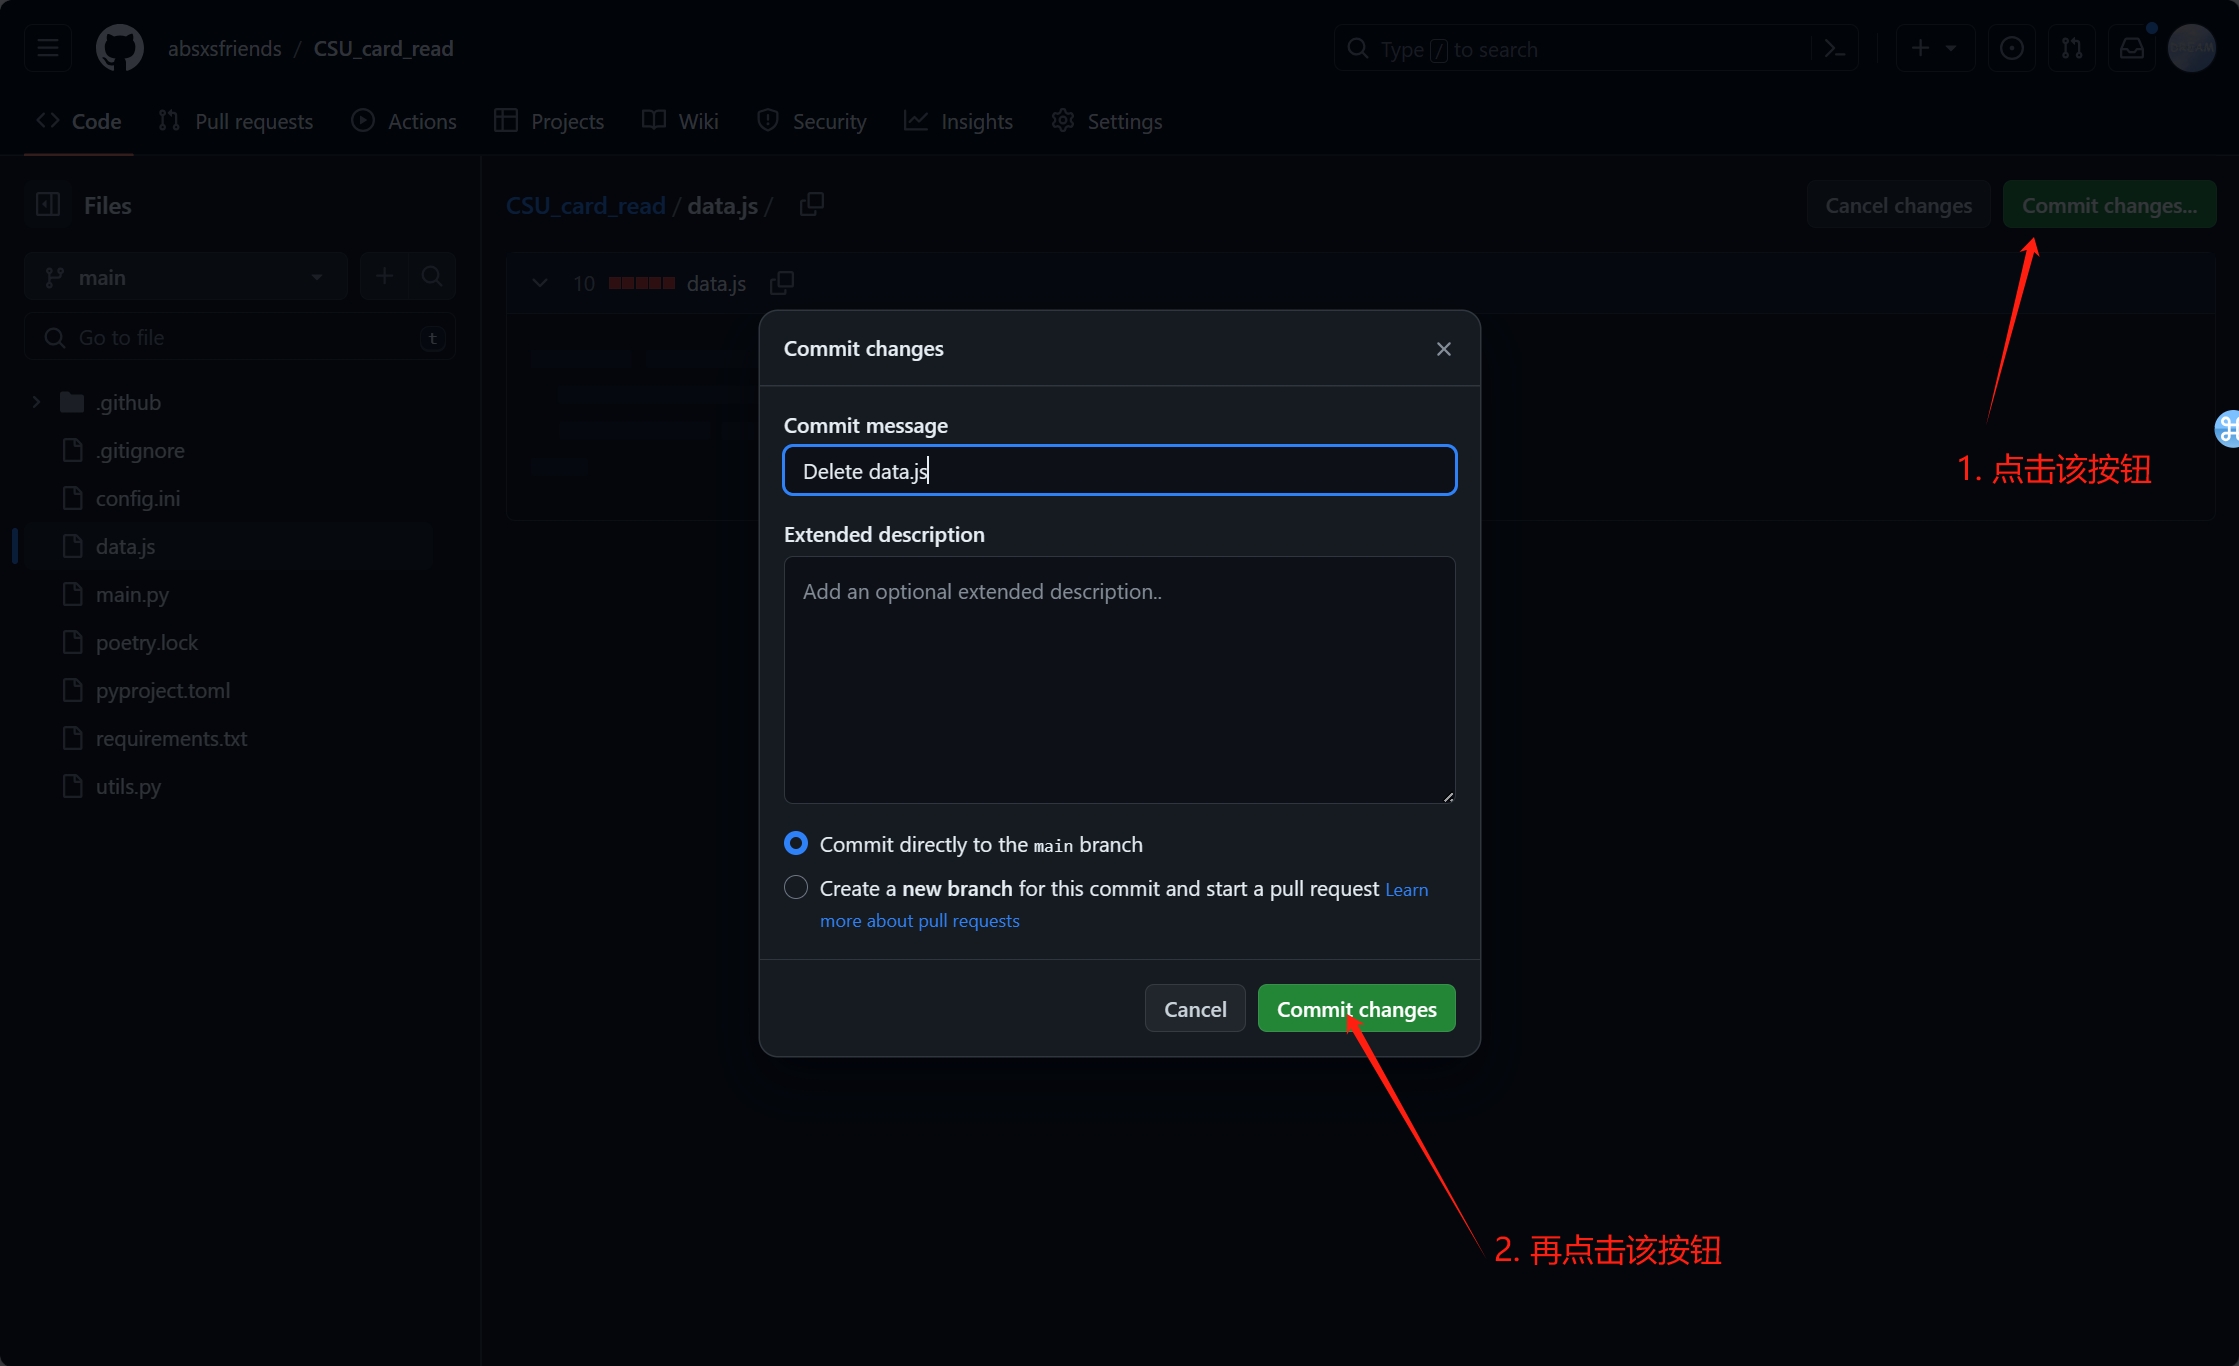 absxsfriends / CSU_card_read
Type / to search
Code Pull requests Actions Projects Wiki Security Insights Settings
Files
CSU_card_read / data.js /
Cancel changes
Commit changes...
main
10 data.js
Go to file
t
.github
.gitignore
config.ini
data.js
main.py
poetry.lock
pyproject.toml
requirements.txt
utils.py
Commit changes
Commit message
Delete data.js
Extended description
Add an optional extended description..
Commit directly to the main branch
Create a new branch for this commit and start a pull request Learn
more about pull requests
Cancel
Commit changes
1. 点击该按钮
2. 再点击该按钮